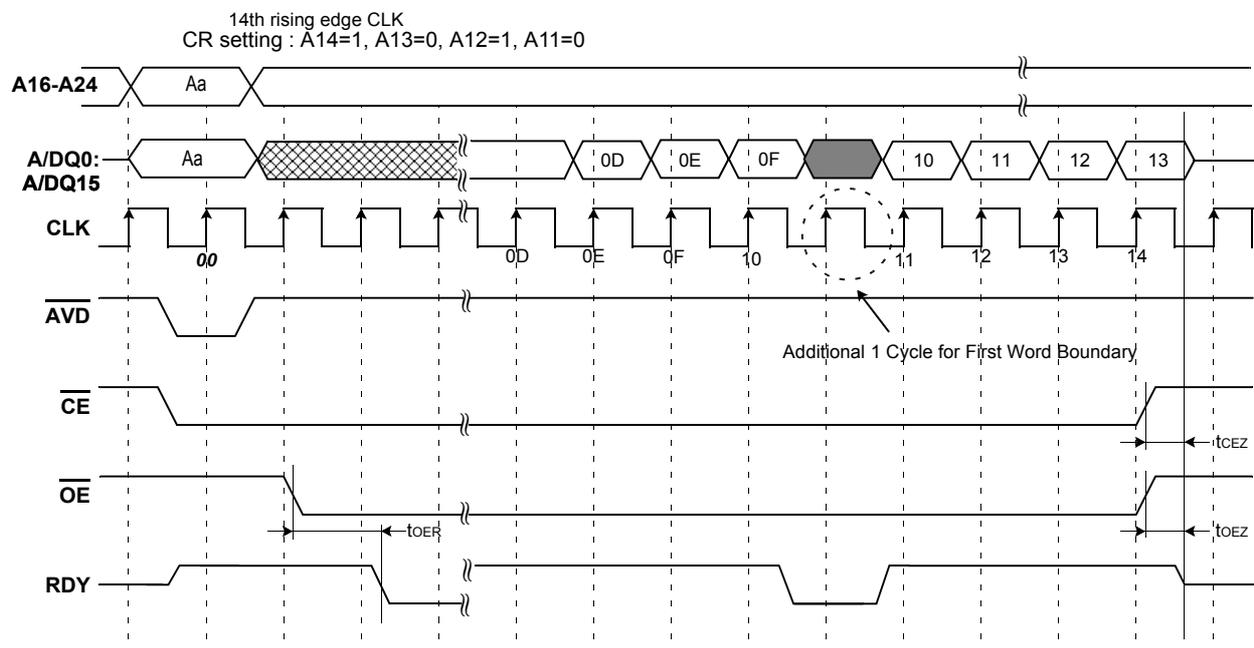 14th rising edge CLK
CR setting : A14=1, A13=0, A12=1, A11=0
A16-A24 Aa
A/DQ0:
A/DQ15
Aa 0D 0E 0F 10 11 12 13
CLK
00 0D 0E 0F 10 11 12 13 14
AVD
Additional 1 Cycle for First Word Boundary
CE
tCEZ
OE
tOER tOEZ
RDY